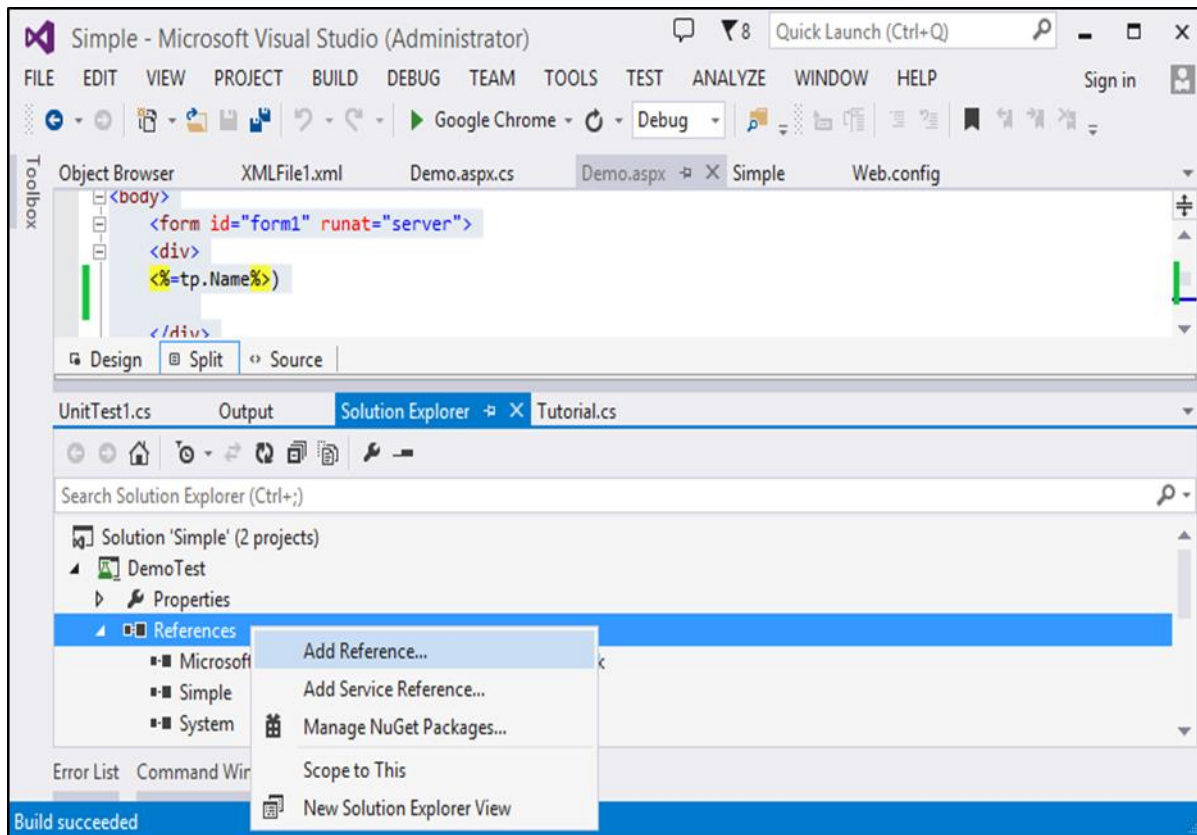 Simple - Microsoft Visual Studio (Administrator) 8 Quick Launch (Ctrl+Q)
FILE EDIT VIEW PROJECT BUILD DEBUG TEAM TOOLS TEST ANALYZE WINDOW HELP Sign in
Google Chrome Debug
Toolbox
Object Browser XMLFile1.xml Demo.aspx.cs Demo.aspx Simple Web.config
<body>
<form id="form1" runat="server">
<div>
<%=tp.Name%>)
</div>
Design Split Source
UnitTest1.cs Output Solution Explorer Tutorial.cs
Search Solution Explorer (Ctrl+;)
Solution 'Simple' (2 projects)
DemoTest
Properties
References
Add Reference...
Microsoft
Simple
Add Service Reference...
System
Manage NuGet Packages...
Error List Command Win
Scope to This
New Solution Explorer View
Build succeeded